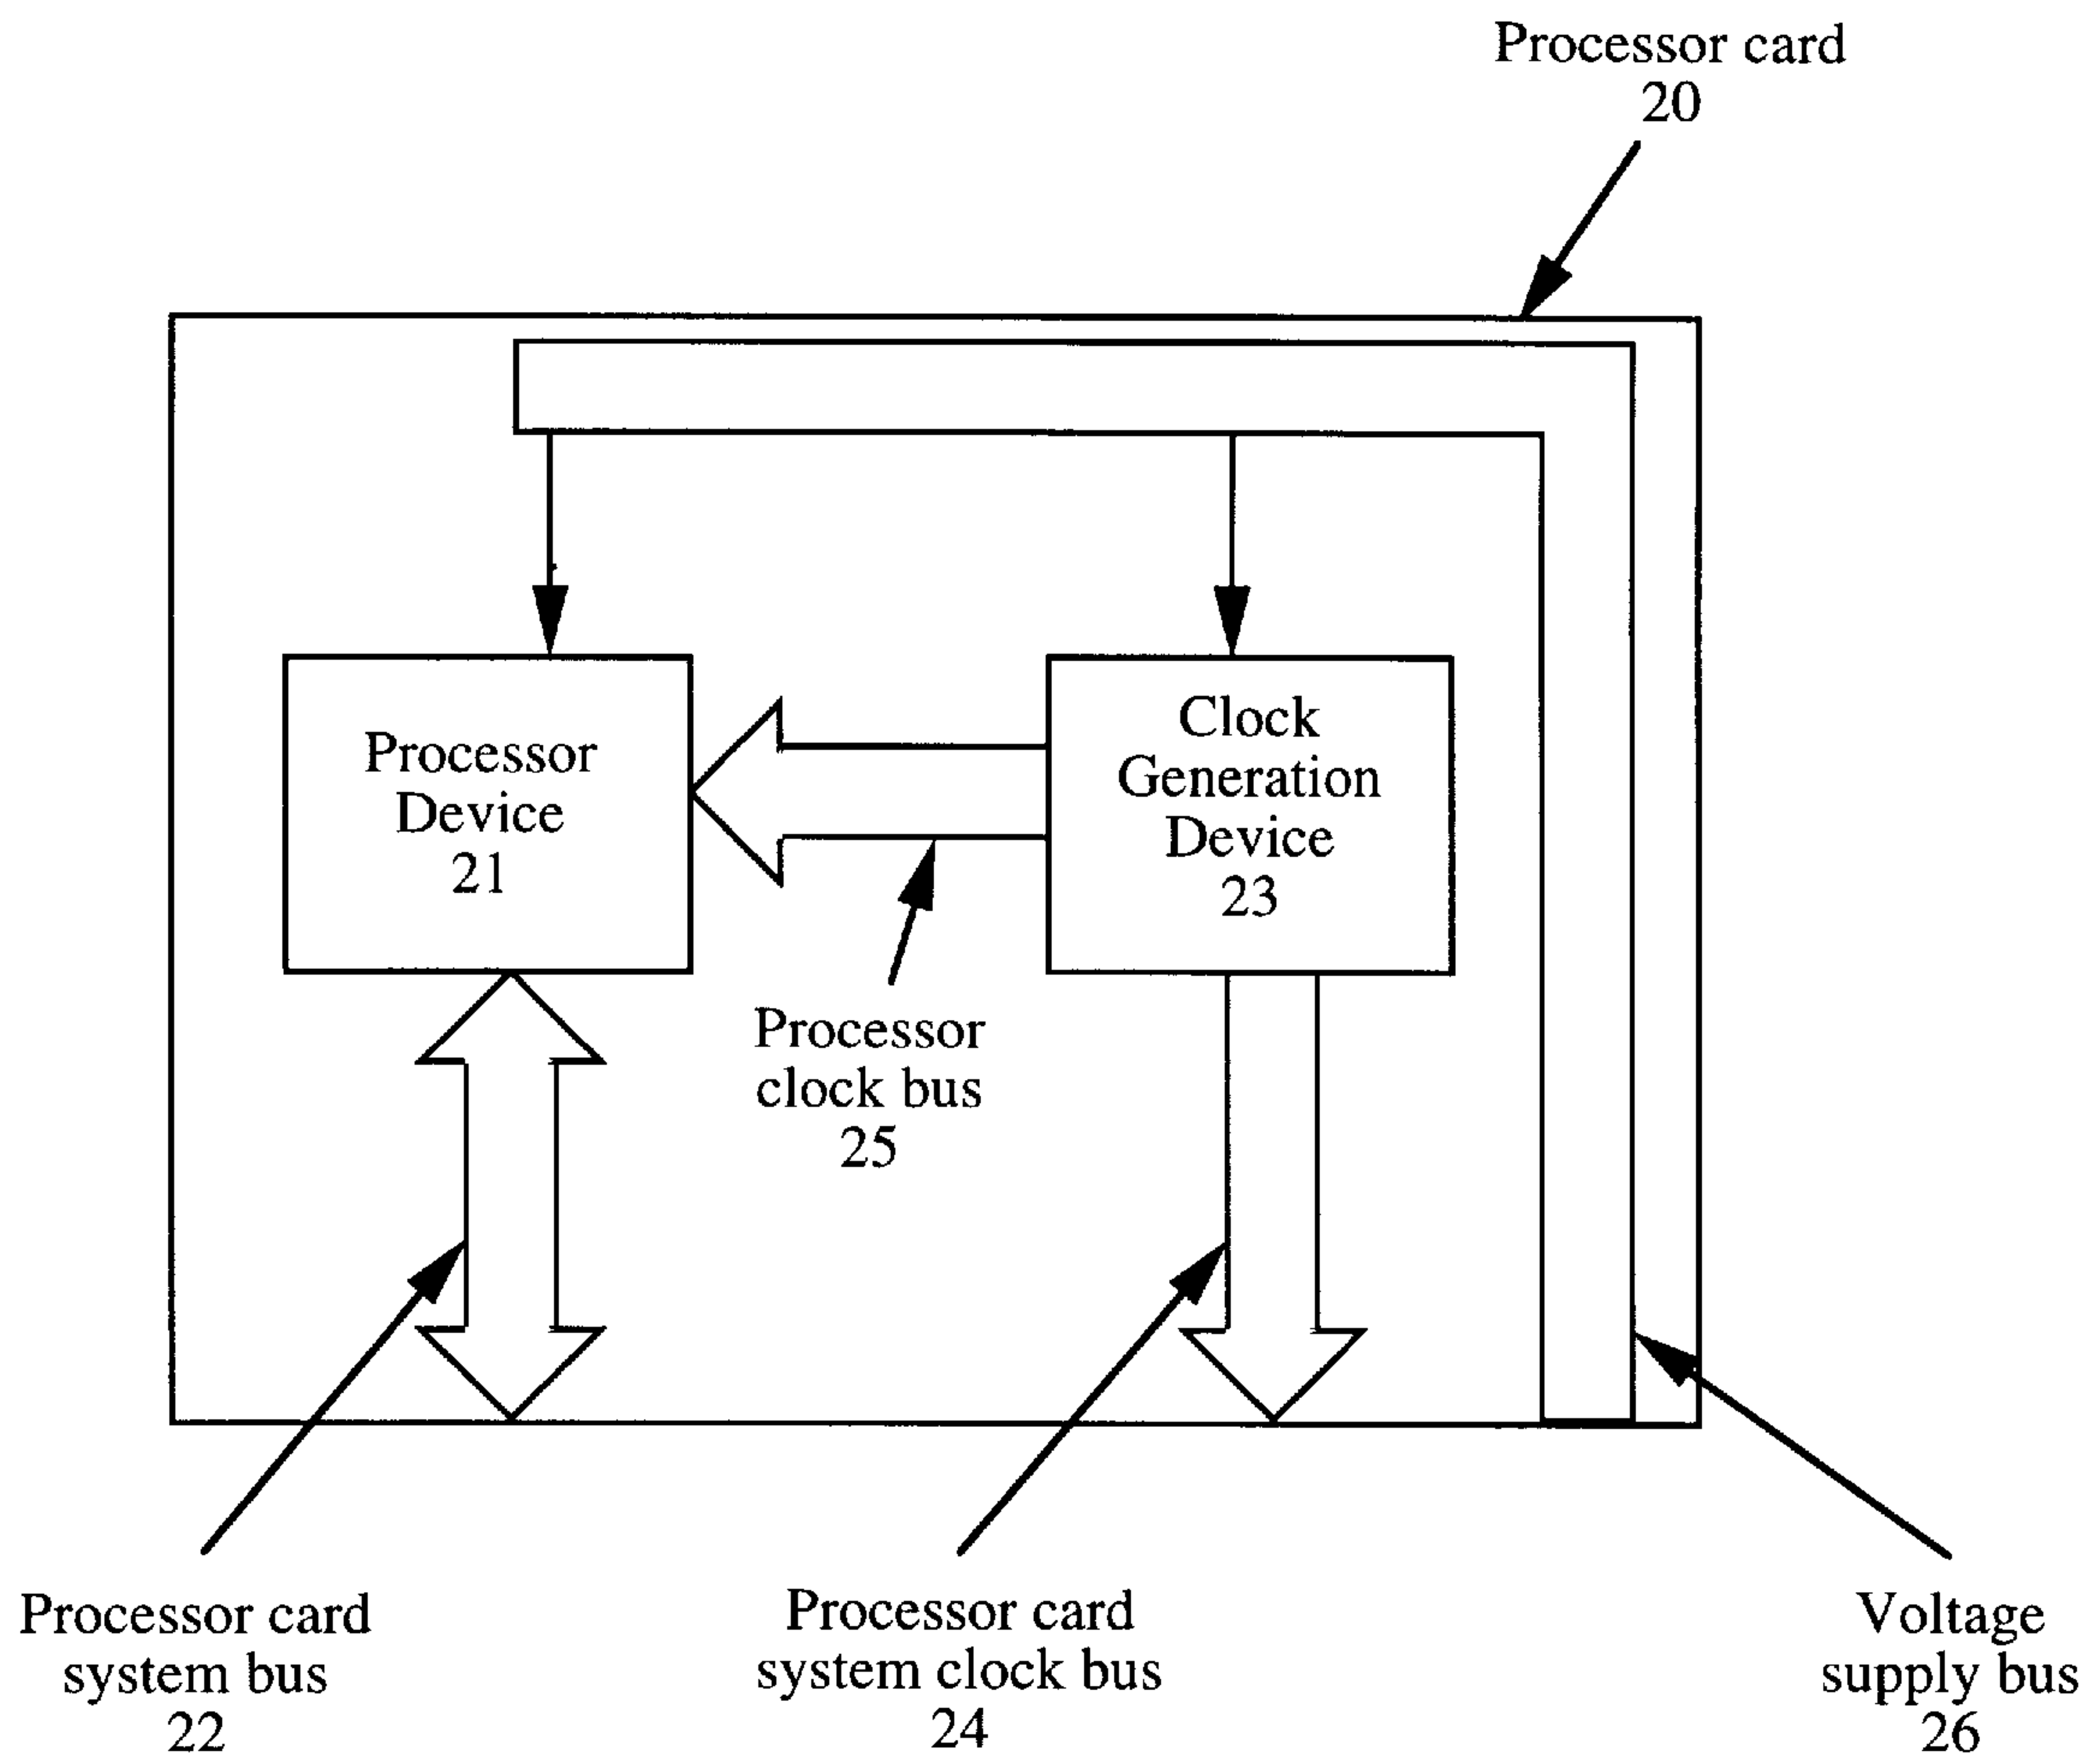 Processor card
20
Processor
Device
21
Clock
Generation
Device
23
Processor
clock bus
25
Processor card
system bus
22
Processor card
system clock bus
24
Voltage
supply bus
26